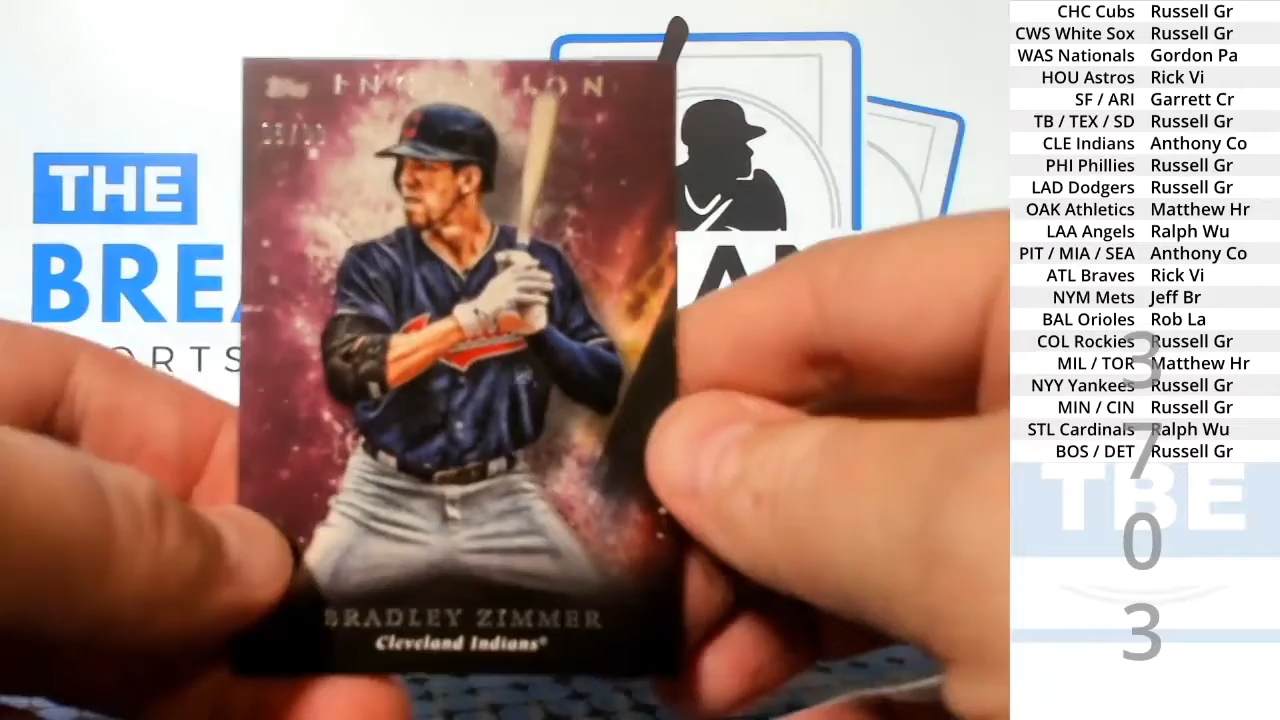 THE
BREA
ORTS
Topps
BRADLEY ZIMMER
Cleveland Indians
CHC Cubs Russell Gr
CWS White Sox Russell Gr
WAS Nationals Gordon Pa
HOU Astros Rick Vi
SF / ARI Garrett Cr
TB / TEX / SD Russell Gr
CLE Indians Anthony Co
PHI Phillies Russell Gr
LAD Dodgers Russell Gr
OAK Athletics Matthew Hr
LAA Angels Ralph Wu
PIT / MIA / SEA Anthony Co
ATL Braves Rick Vi
NYM Mets Jeff Br
BAL Orioles Rob La
COL Rockies Russell Gr
MIL / TOR Matthew Hr
NYY Yankees Russell Gr
MIN / CIN Russell Gr
STL Cardinals Ralph Wu
BOS / DET Russell Gr
3
7
0
3
TBE